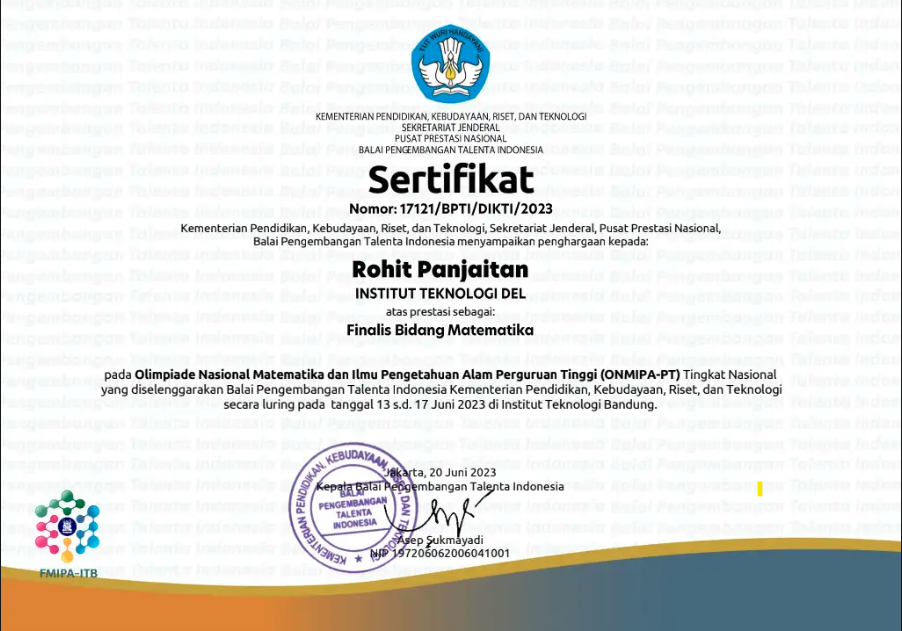 TUT WURI HANDAYANI
KEMENTERIAN PENDIDIKAN, KEBUDAYAAN, RISET, DAN TEKNOLOGI
SEKRETARIAT JENDERAL
PUSAT PRESTASI NASIONAL
BALAI PENGEMBANGAN TALENTA INDONESIA
Sertifikat
Nomor: 17121/BPTI/DIKTI/2023
Kementerian Pendidikan, Kebudayaan, Riset, dan Teknologi, Sekretariat Jenderal, Pusat Prestasi Nasional,
Balai Pengembangan Talenta Indonesia menyampaikan penghargaan kepada:
Rohit Panjaitan
INSTITUT TEKNOLOGI DEL
atas prestasi sebagai:
Finalis Bidang Matematika
pada Olimpiade Nasional Matematika dan Ilmu Pengetahuan Alam Perguruan Tinggi (ONMIPA-PT) Tingkat Nasional
yang diselenggarakan Balai Pengembangan Talenta Indonesia Kementerian Pendidikan, Kebudayaan, Riset, dan Teknologi
secara luring pada tanggal 13 s.d. 17 Juni 2023 di Institut Teknologi Bandung.
Jakarta, 20 Juni 2023
Kepala Balai Pengembangan Talenta Indonesia
KEMENTERIAN PENDIDIKAN, KEBUDAYAAN, RISET, DAN TEKNOLOGI
BALAI
PENGEMBANGAN
TALENTA
INDONESIA
Asep Sukmayadi
NIP 197206062006041001
FMIPA-ITB